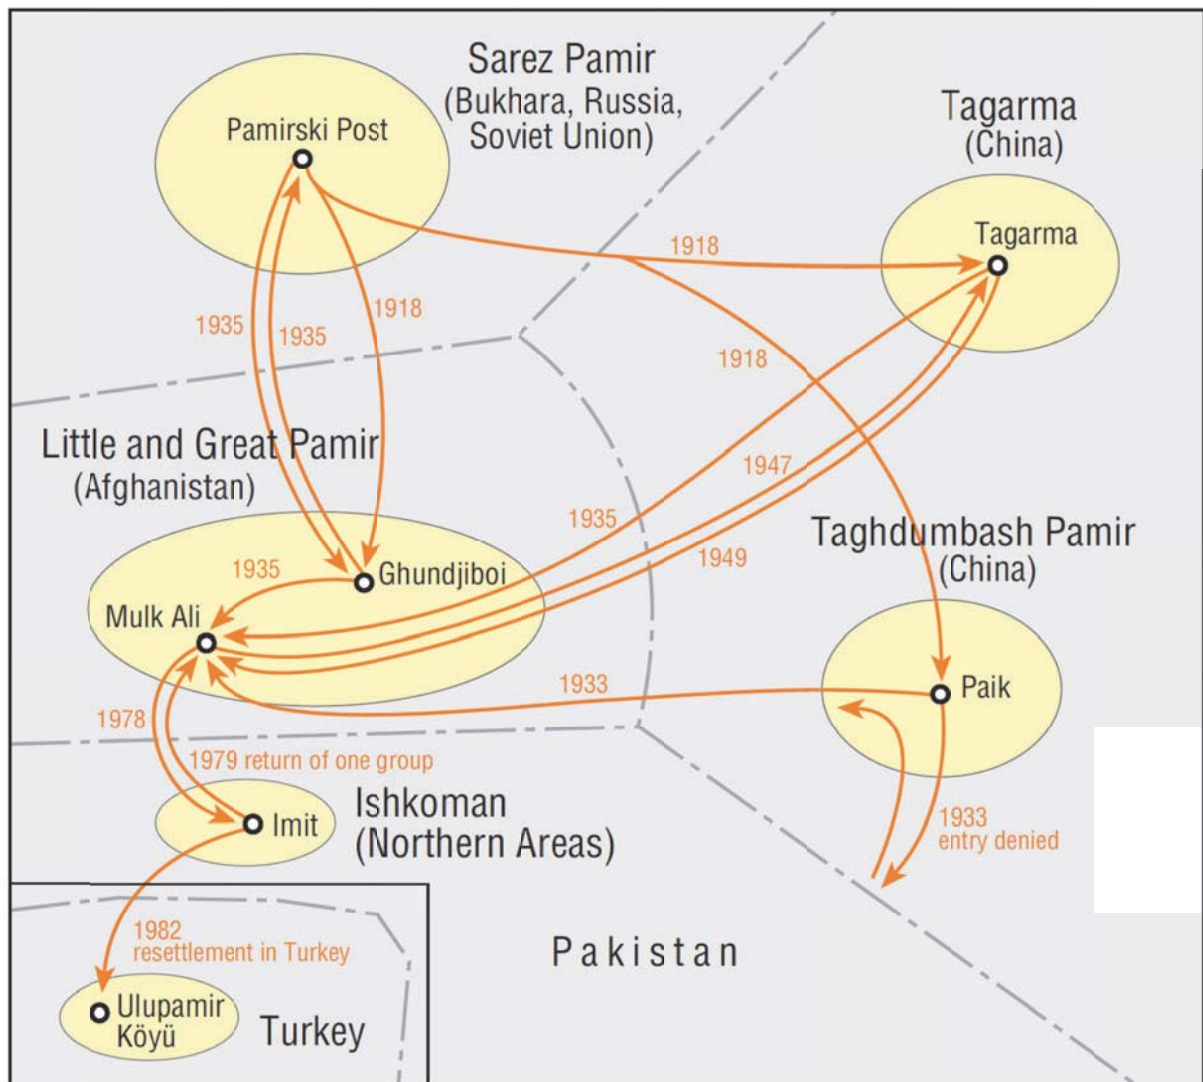 Sarez Pamir
(Bukhara, Russia,
Soviet Union)
Pamirski Post
Tagarma
(China)
Tagarma
1918
1935
1935
1918
1918
Little and Great Pamir
(Afghanistan)
1947
1935
1949
Taghdumbash Pamir
(China)
1935
Ghundjiboi
Mulk Ali
1933
Paik
1978
1979 return of one group
Imit
Ishkoman
(Northern Areas)
1933
entry denied
1982
resettlement in Turkey
Pakistan
Ulupamir
Köyü
Turkey